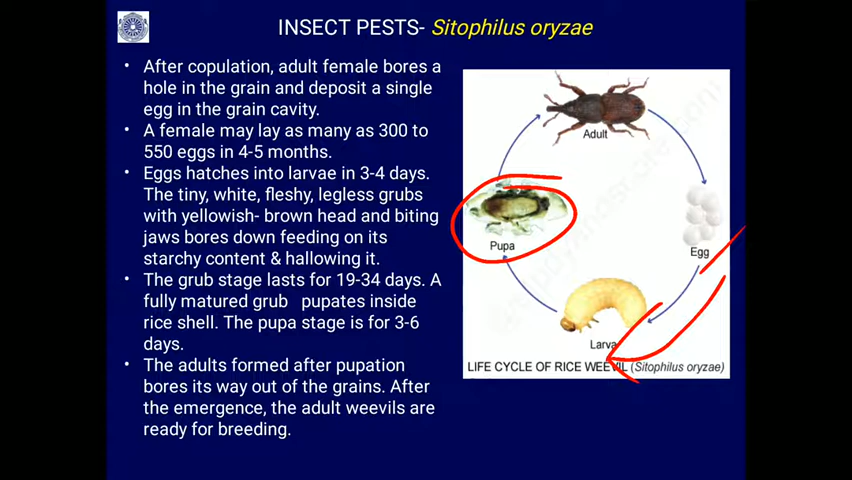 INSECT PESTS- Sitophilus oryzae
• After copulation, adult female bores a
hole in the grain and deposit a single
egg in the grain cavity.
• A female may lay as many as 300 to
550 eggs in 4-5 months.
• Eggs hatches into larvae in 3-4 days.
The tiny, white, fleshy, legless grubs
with yellowish- brown head and biting
jaws bores down feeding on its
starchy content & hallowing it.
• The grub stage lasts for 19-34 days. A
fully matured grub pupates inside
rice shell. The pupa stage is for 3-6
days.
• The adults formed after pupation
bores its way out of the grains. After
the emergence, the adult weevils are
ready for breeding.
Adult
Pupa
Egg
Larva
LIFE CYCLE OF RICE WEEVIL (Sitophilus oryzae)